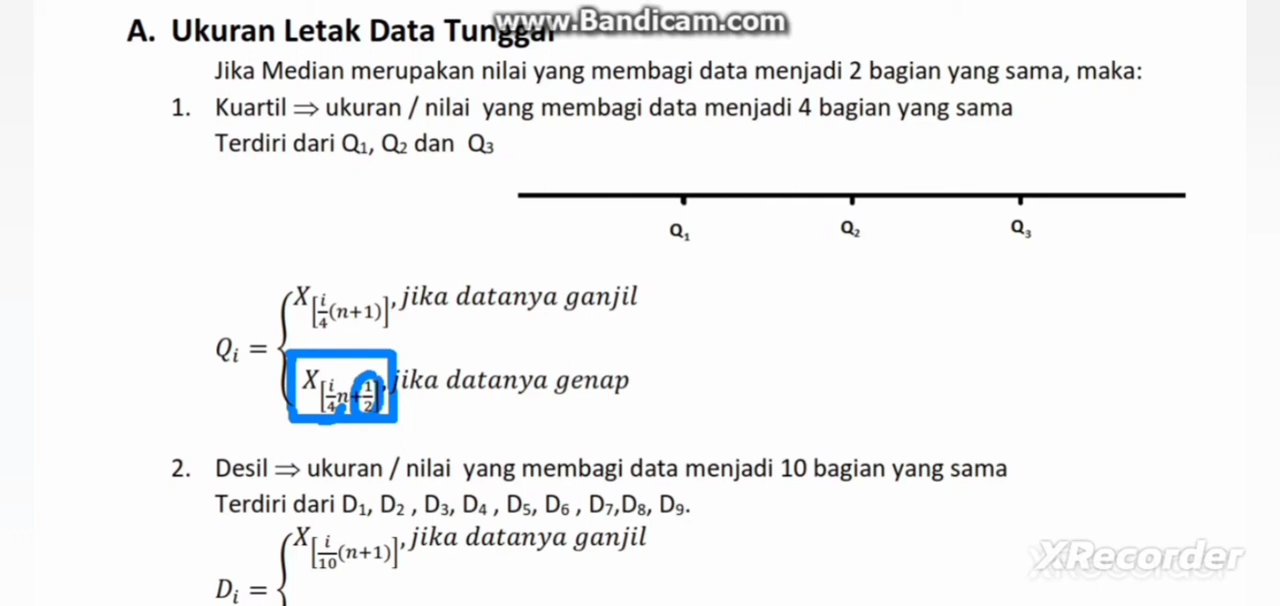 www.Bandicam.com
A. Ukuran Letak Data Tunggal
Jika Median merupakan nilai yang membagi data menjadi 2 bagian yang sama, maka:
1. Kuartil ⇒ ukuran / nilai yang membagi data menjadi 4 bagian yang sama
Terdiri dari Q₁, Q₂ dan Q₃
Q₁ Q₂ Q₃
Qᵢ = { X[i/4(n+1)], jika datanya ganjil
X[i/4 n+1/2], jika datanya genap
2. Desil ⇒ ukuran / nilai yang membagi data menjadi 10 bagian yang sama
Terdiri dari D₁, D₂ , D₃, D₄ , D₅, D₆ , D₇,D₈, D₉.
Dᵢ = { X[i/10(n+1)], jika datanya ganjil
XRecorder